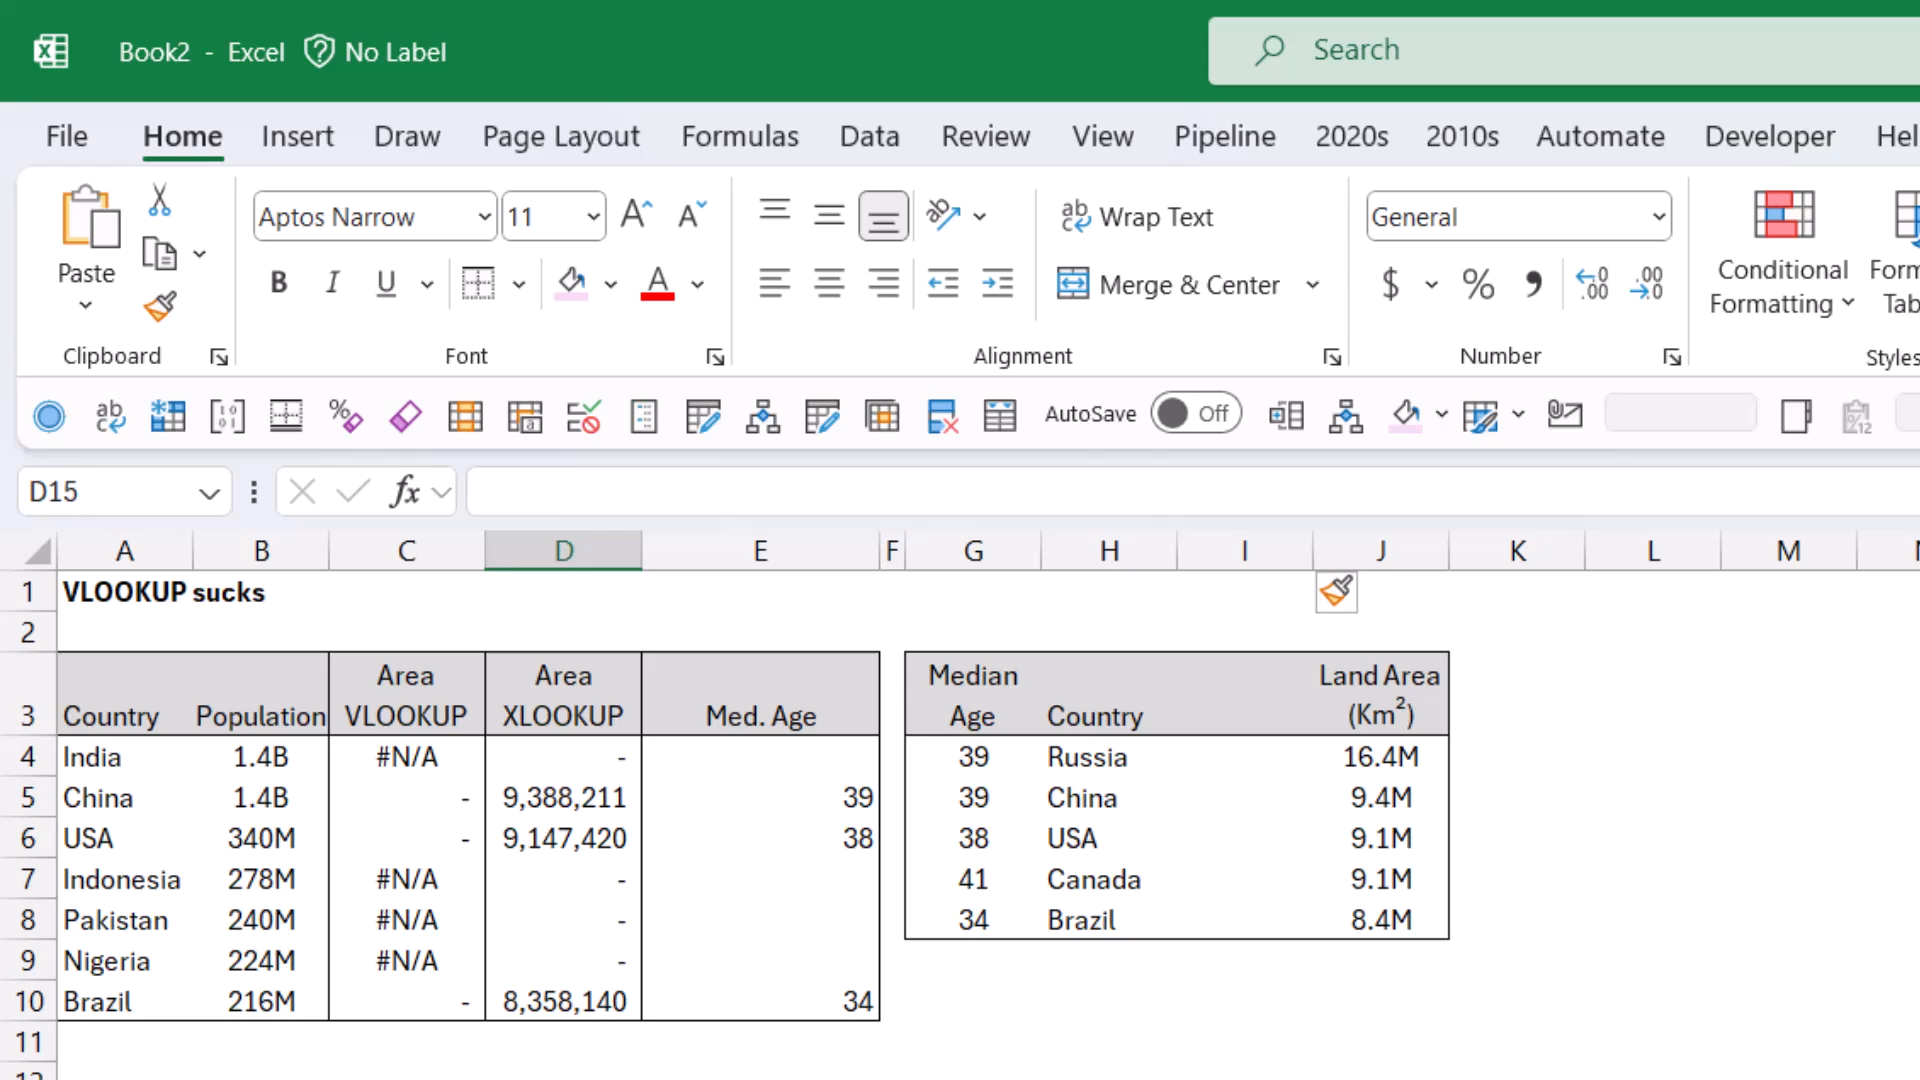 Book2 - Excel No Label Search
File Home Insert Draw Page Layout Formulas Data Review View Pipeline 2020s 2010s Automate Developer Hel
Aptos Narrow 11 Wrap Text General
Paste B I U Merge & Center $ % Conditional Formatting
Clipboard Font Alignment Number Styles
AutoSave Off
D15 fx
A B C D E F G H I J K L M
1 VLOOKUP sucks
2
Area Area Median Land Area
3 Country Population VLOOKUP XLOOKUP Med. Age Age Country (Km²)
4 India 1.4B #N/A - 39 Russia 16.4M
5 China 1.4B - 9,388,211 39 39 China 9.4M
6 USA 340M - 9,147,420 38 38 USA 9.1M
7 Indonesia 278M #N/A - 41 Canada 9.1M
8 Pakistan 240M #N/A - 34 Brazil 8.4M
9 Nigeria 224M #N/A -
10 Brazil 216M - 8,358,140 34
11